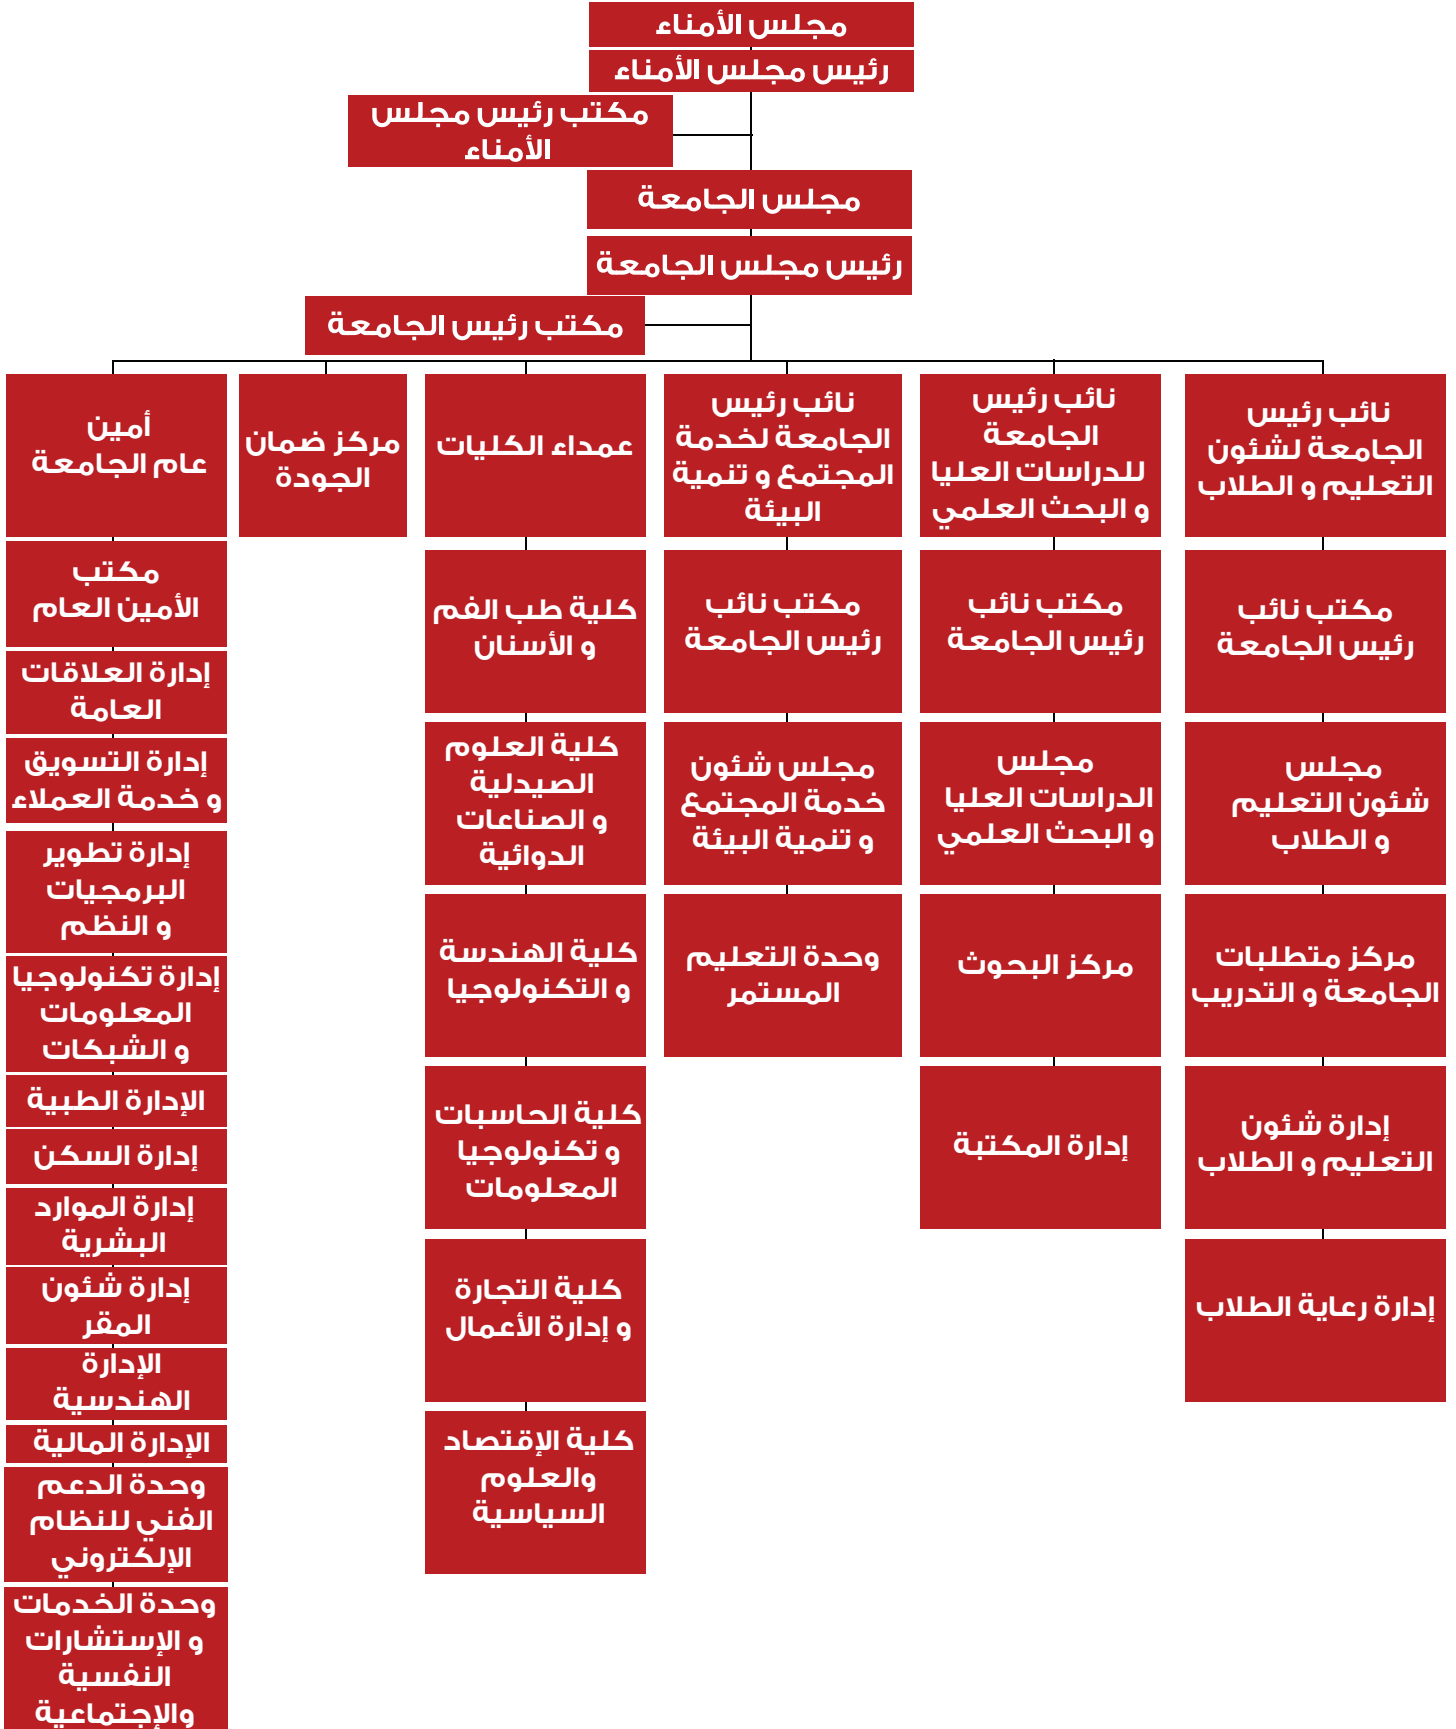 مجلس الأمناء
رئيس مجلس الأمناء
مكتب رئيس مجلس
الأمناء
مجلس الجامعة
رئيس مجلس الجامعة
مكتب رئيس الجامعة
نائب رئيس
الجامعة لشئون
التعليم و الطلاب
مكتب نائب
رئيس الجامعة
مجلس
شئون التعليم
و الطلاب
مركز متطلبات
الجامعة و التدريب
إدارة شئون
التعليم و الطلاب
إدارة رعاية الطلاب
نائب رئيس
الجامعة
للدراسات العليا
و البحث العلمي
مكتب نائب
رئيس الجامعة
مجلس
الدراسات العليا
و البحث العلمي
مركز البحوث
إدارة المكتبة
نائب رئيس
الجامعة لخدمة
المجتمع و تنمية
البيئة
مكتب نائب
رئيس الجامعة
مجلس شئون
خدمة المجتمع
و تنمية البيئة
وحدة التعليم
المستمر
عمداء الكليات
كلية طب الفم
و الأسنان
كلية العلوم
الصيدلية
و الصناعات
الدوائية
كلية الهندسة
و التكنولوجيا
كلية الحاسبات
و تكنولوجيا
المعلومات
كلية التجارة
و إدارة الأعمال
كلية الإقتصاد
والعلوم
السياسية
مركز ضمان
الجودة
أمين
عام الجامعة
مكتب
الأمين العام
إدارة العلاقات
العامة
إدارة التسويق
و خدمة العملاء
إدارة تطوير
البرمجيات
و النظم
إدارة تكنولوجيا
المعلومات
و الشبكات
الإدارة الطبية
إدارة السكن
إدارة الموارد
البشرية
إدارة شئون
المقر
الإدارة
الهندسية
الإدارة المالية
وحدة الدعم
الفني للنظام
الإلكتروني
وحدة الخدمات
و الإستشارات
النفسية
والإجتماعية